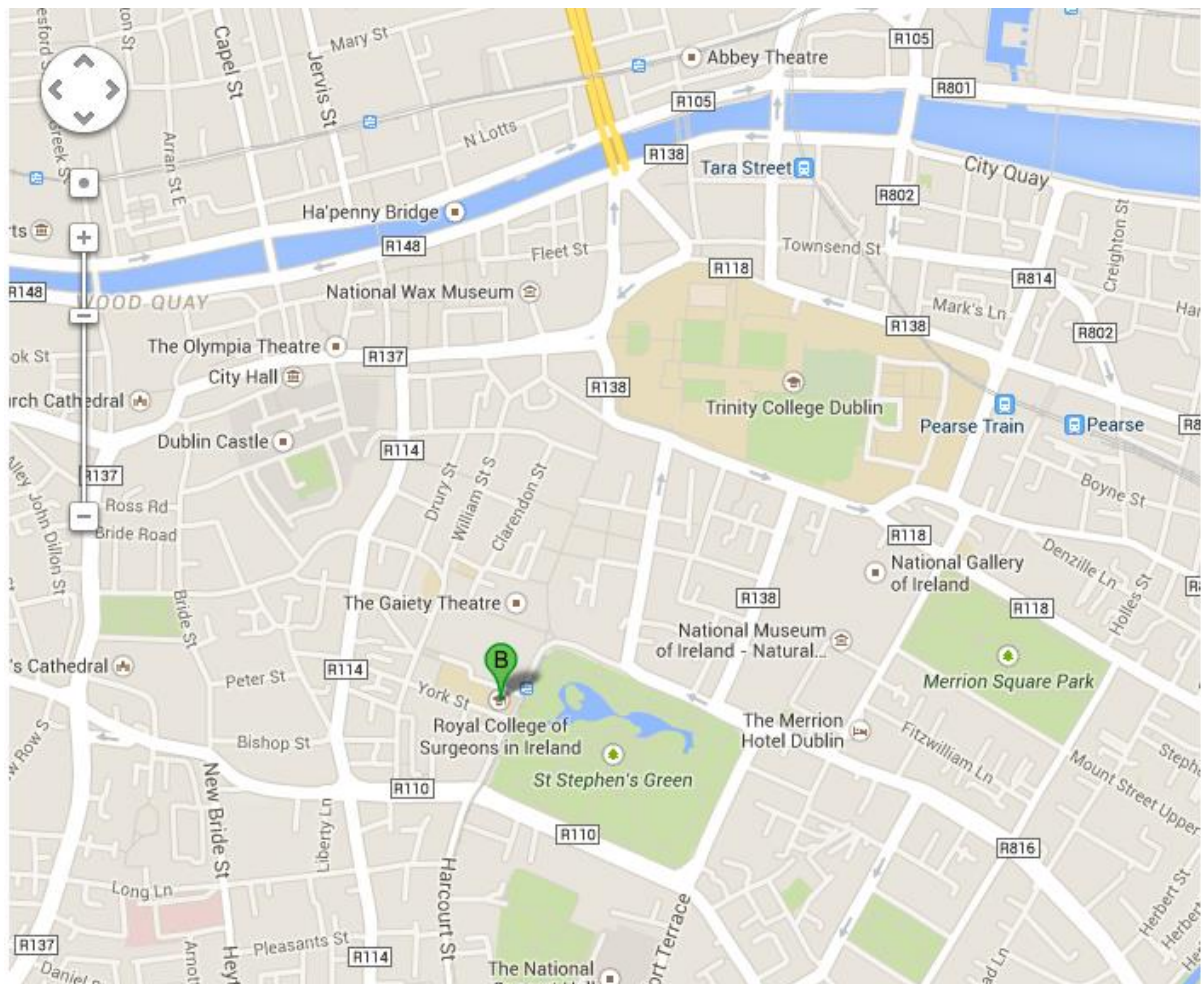 Capel St
Jervis St
Mary St
Abbey Theatre
R105
R801
R105
N Lotts
Arran St E
R138
Tara Street
City Quay
R802
Ha'penny Bridge
R148
Fleet St
Townsend St
Creighton St
R118
R814
R148
WOOD QUAY
National Wax Museum
Mark's Ln
R138
R802
The Olympia Theatre
R137
City Hall
R138
Trinity College Dublin
Pearse Train
Pearse
Dublin Castle
R114
R137
Drury St
William St S
Clarendon St
Boyne St
John Dillon St
Ross Rd
Bride Road
R118
Denzille Ln
National Gallery
of Ireland
Bride St
The Gaiety Theatre
R138
R118
Holles St
National Museum
of Ireland - Natural...
B
's Cathedral
R114
Peter St
York St
Merrion Square Park
Royal College of
Surgeons in Ireland
The Merrion
Hotel Dublin
Fitzwilliam Ln
Bishop St
St Stephen's Green
Mount Street Upper
New Bride St
R110
Liberty Ln
R110
R816
Harcourt St
Long Ln
Herbert St
R137
Pleasants St
R114
The National